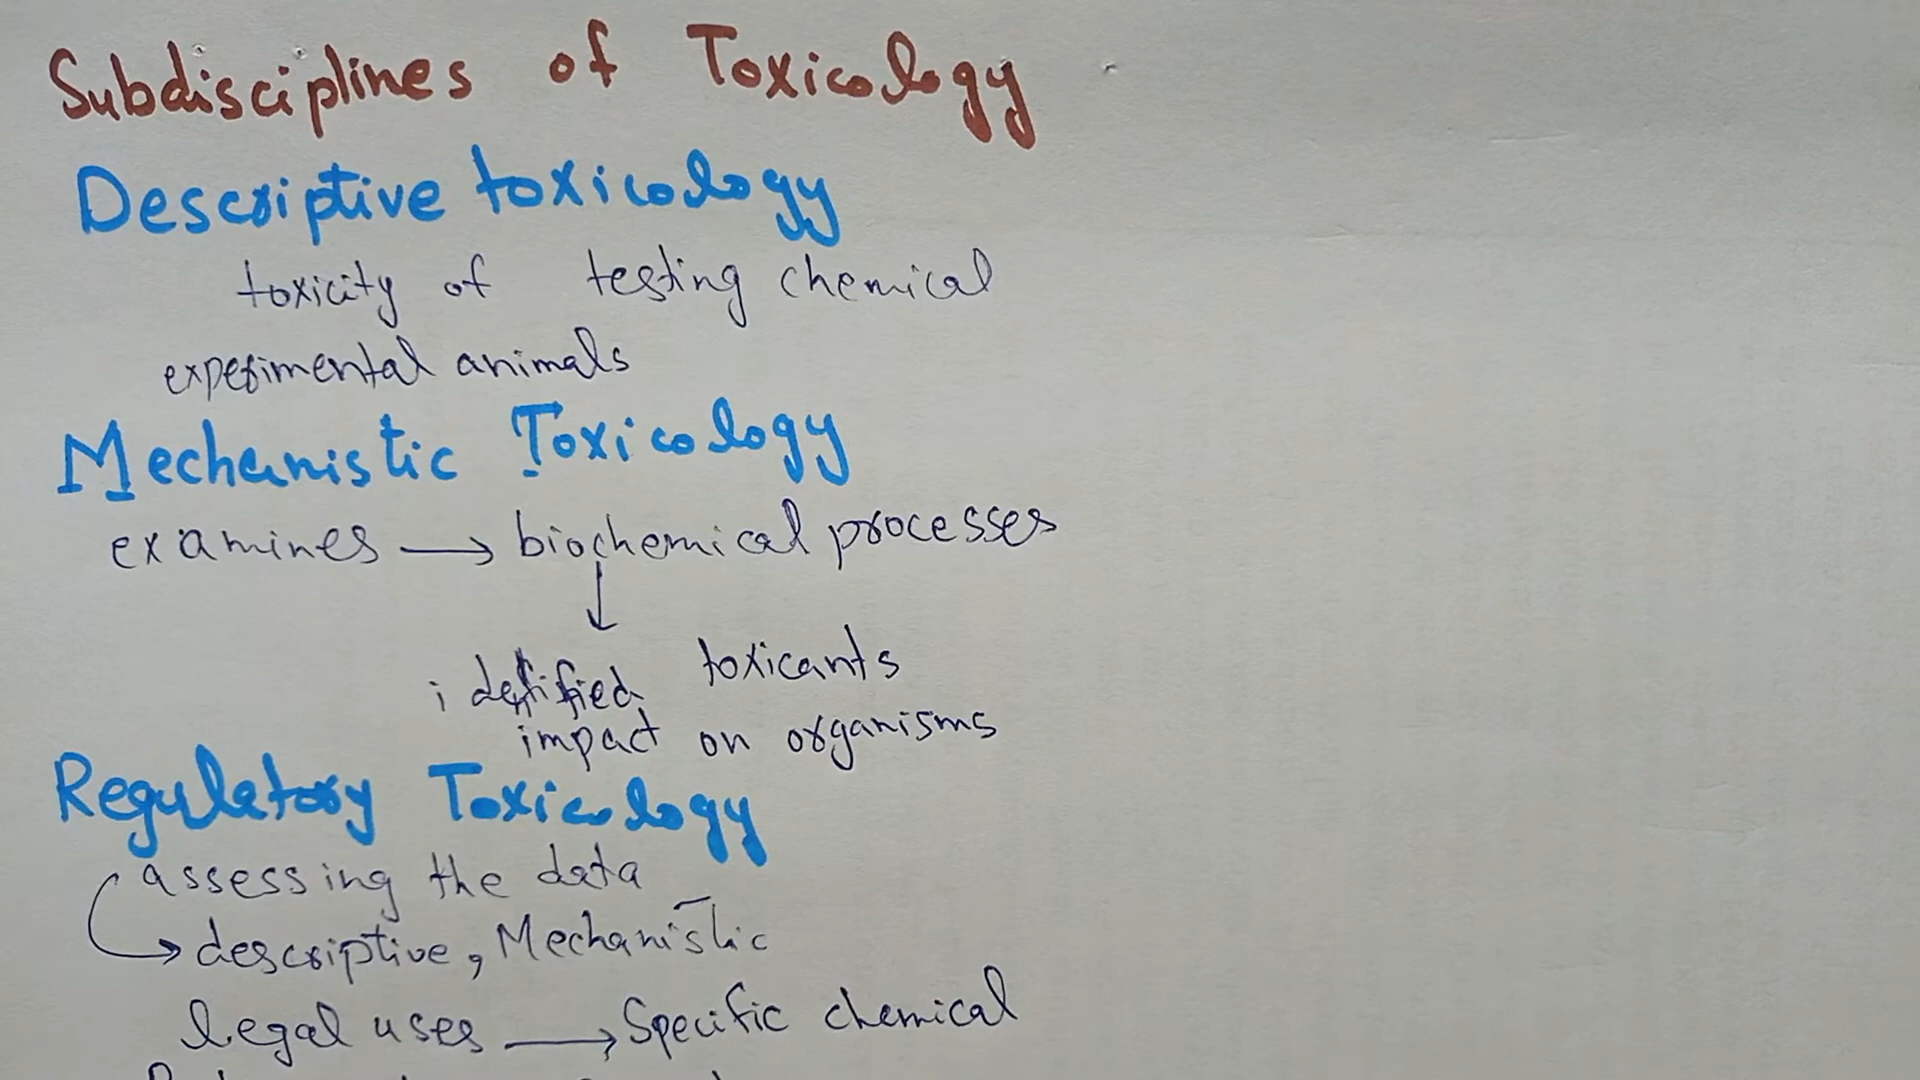 Subdisciplines of Toxicology
Descriptive toxicology
toxicity of testing chemical
experimental animals
Mechanistic Toxicology
examines → biochemical processes
↓
identified toxicants
impact on organisms
Regulatory Toxicology
assessing the data
→ descriptive, Mechanistic
legal uses → Specific chemical